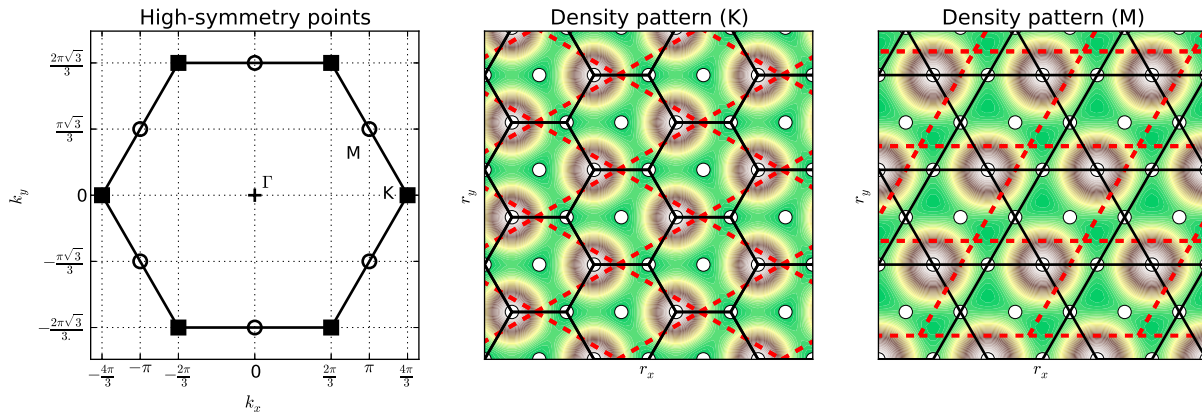 High-symmetry points
Density pattern (K)
Density pattern (M)
2π√3/3
π√3/3
0
-π√3/3
-2π√3/3.
k_y
Γ
M
K
-4π/3
-π
-2π/3
0
2π/3
π
4π/3
k_x
r_y
r_x
r_y
r_x